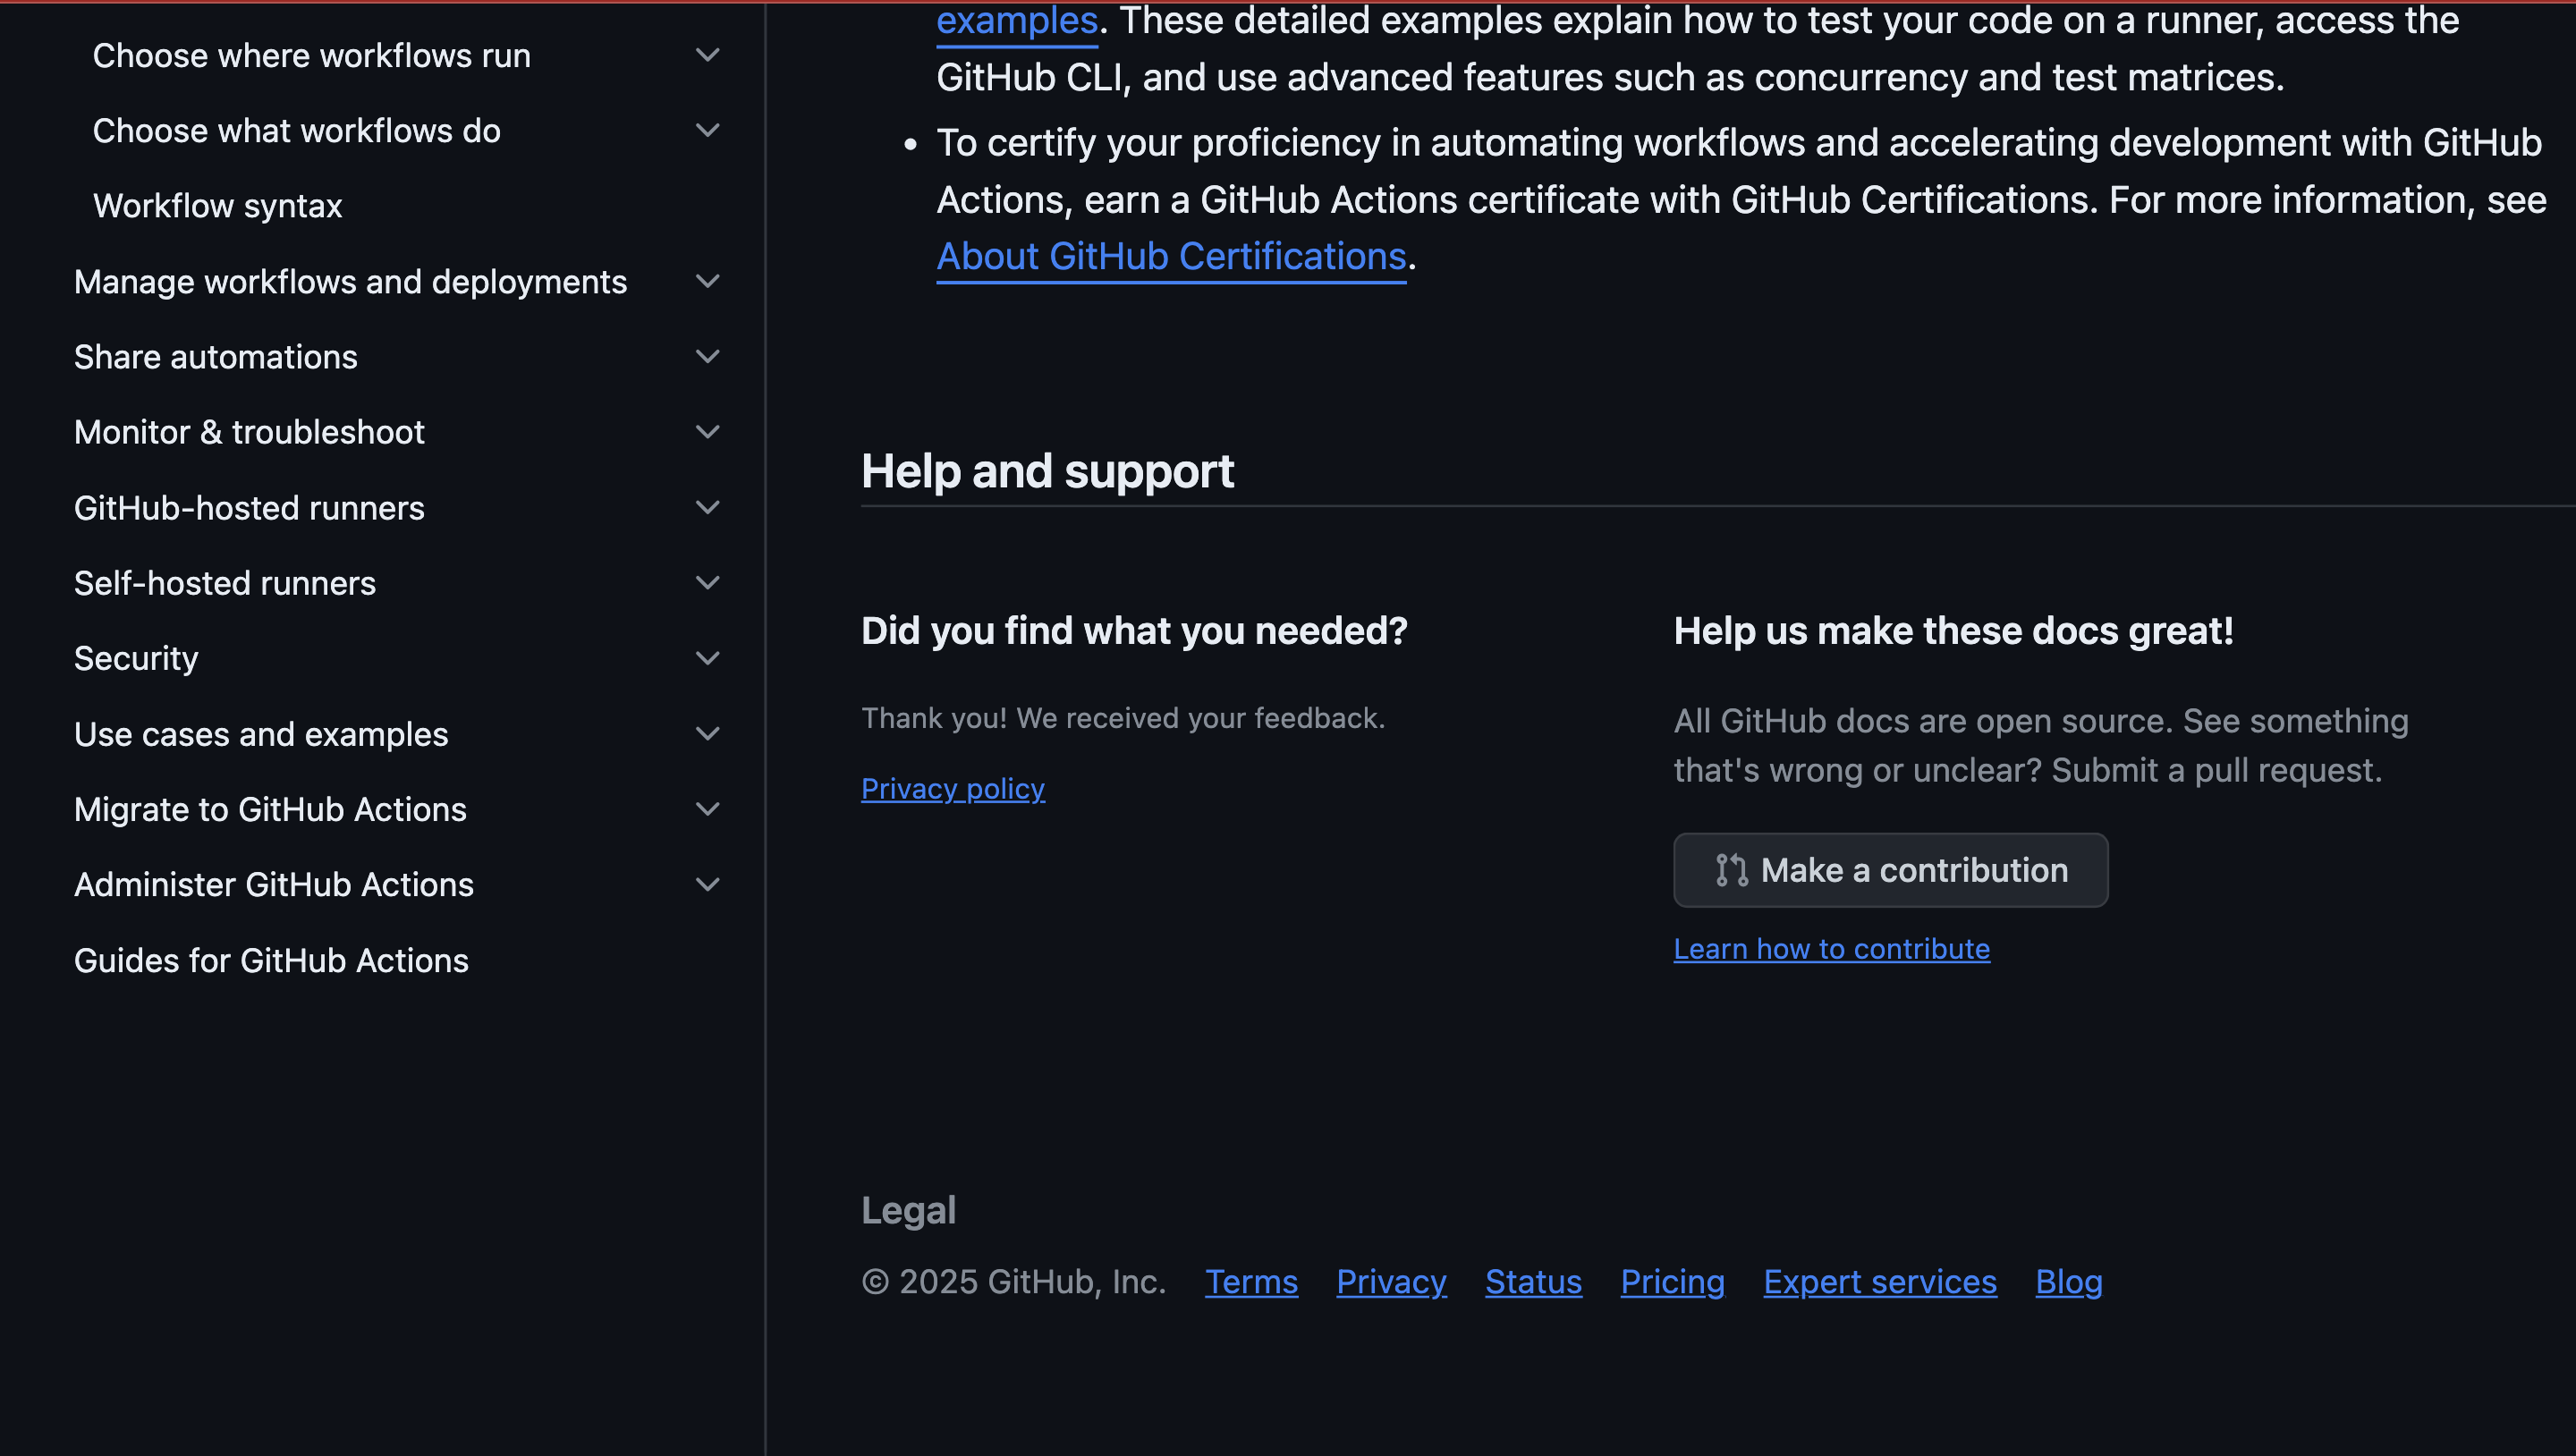 Choose where workflows run
Choose what workflows do
Workflow syntax
Manage workflows and deployments
Share automations
Monitor & troubleshoot
GitHub-hosted runners
Self-hosted runners
Security
Use cases and examples
Migrate to GitHub Actions
Administer GitHub Actions
Guides for GitHub Actions
examples. These detailed examples explain how to test your code on a runner, access the
GitHub CLI, and use advanced features such as concurrency and test matrices.
• To certify your proficiency in automating workflows and accelerating development with GitHub
Actions, earn a GitHub Actions certificate with GitHub Certifications. For more information, see
About GitHub Certifications.
Help and support
Did you find what you needed?
Thank you! We received your feedback.
Privacy policy
Help us make these docs great!
All GitHub docs are open source. See something
that's wrong or unclear? Submit a pull request.
Make a contribution
Learn how to contribute
Legal
© 2025 GitHub, Inc. Terms Privacy Status Pricing Expert services Blog